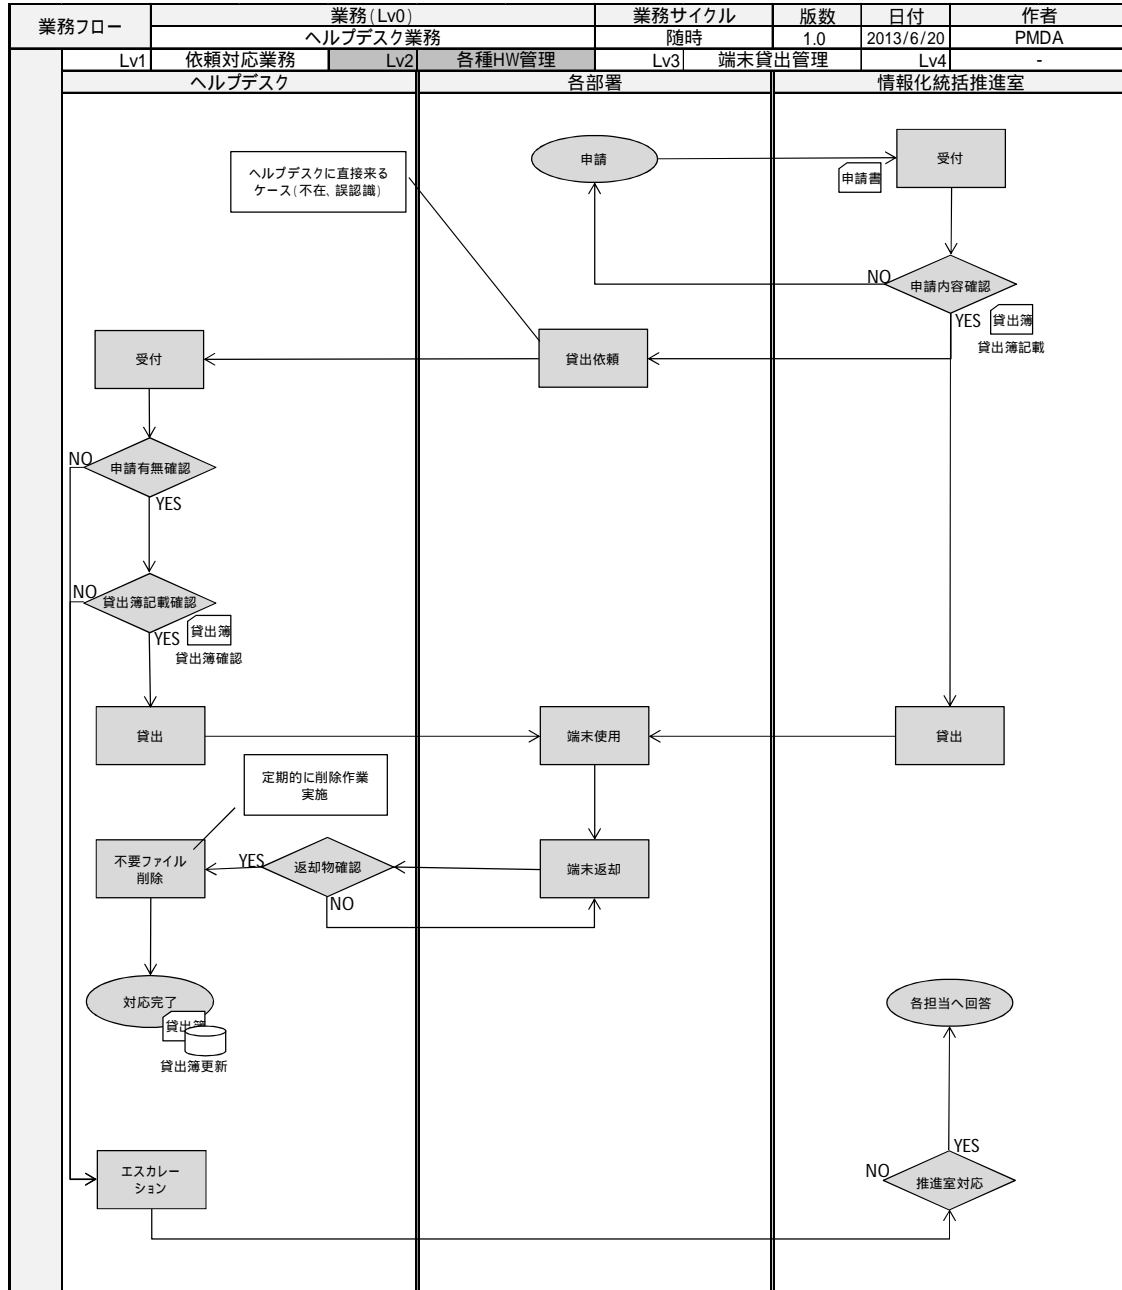 業務フロー
業務(Lv0)
業務サイクル
版数
日付
作者
ヘルプデスク業務
随時
1.0
2013/6/20
PMDA
Lv1
依頼対応業務
Lv2
各種HW管理
Lv3
端末貸出管理
Lv4
-
ヘルプデスク
各部署
情報化統括推進室
申請
受付
申請書
ヘルプデスクに直接来る
ケース(不在、誤認識)
NO
申請内容確認
YES
貸出簿
貸出簿記載
受付
貸出依頼
NO
申請有無確認
YES
NO
貸出簿記載確認
YES
貸出簿
貸出簿確認
貸出
端末使用
貸出
定期的に削除作業
実施
不要ファイル
削除
YES
返却物確認
NO
端末返却
対応完了
貸出簿
貸出簿更新
各担当へ回答
エスカレー
ション
YES
NO
推進室対応